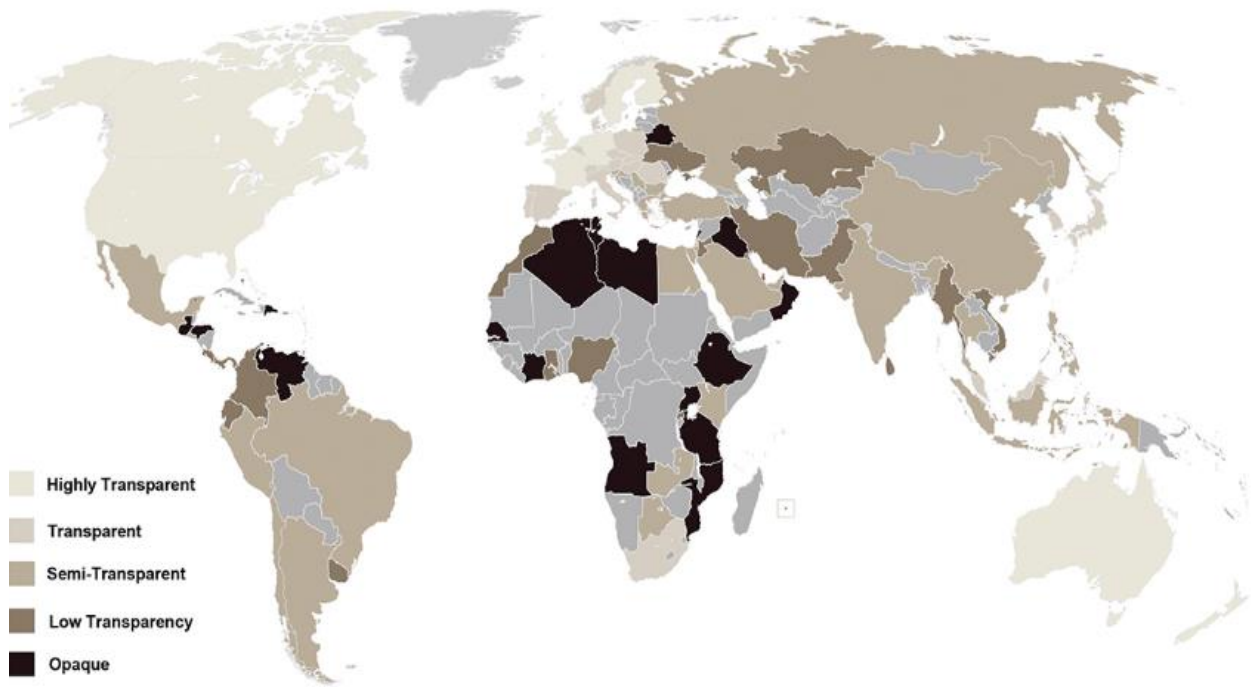 Highly Transparent
Transparent
Semi-Transparent
Low Transparency
Opaque